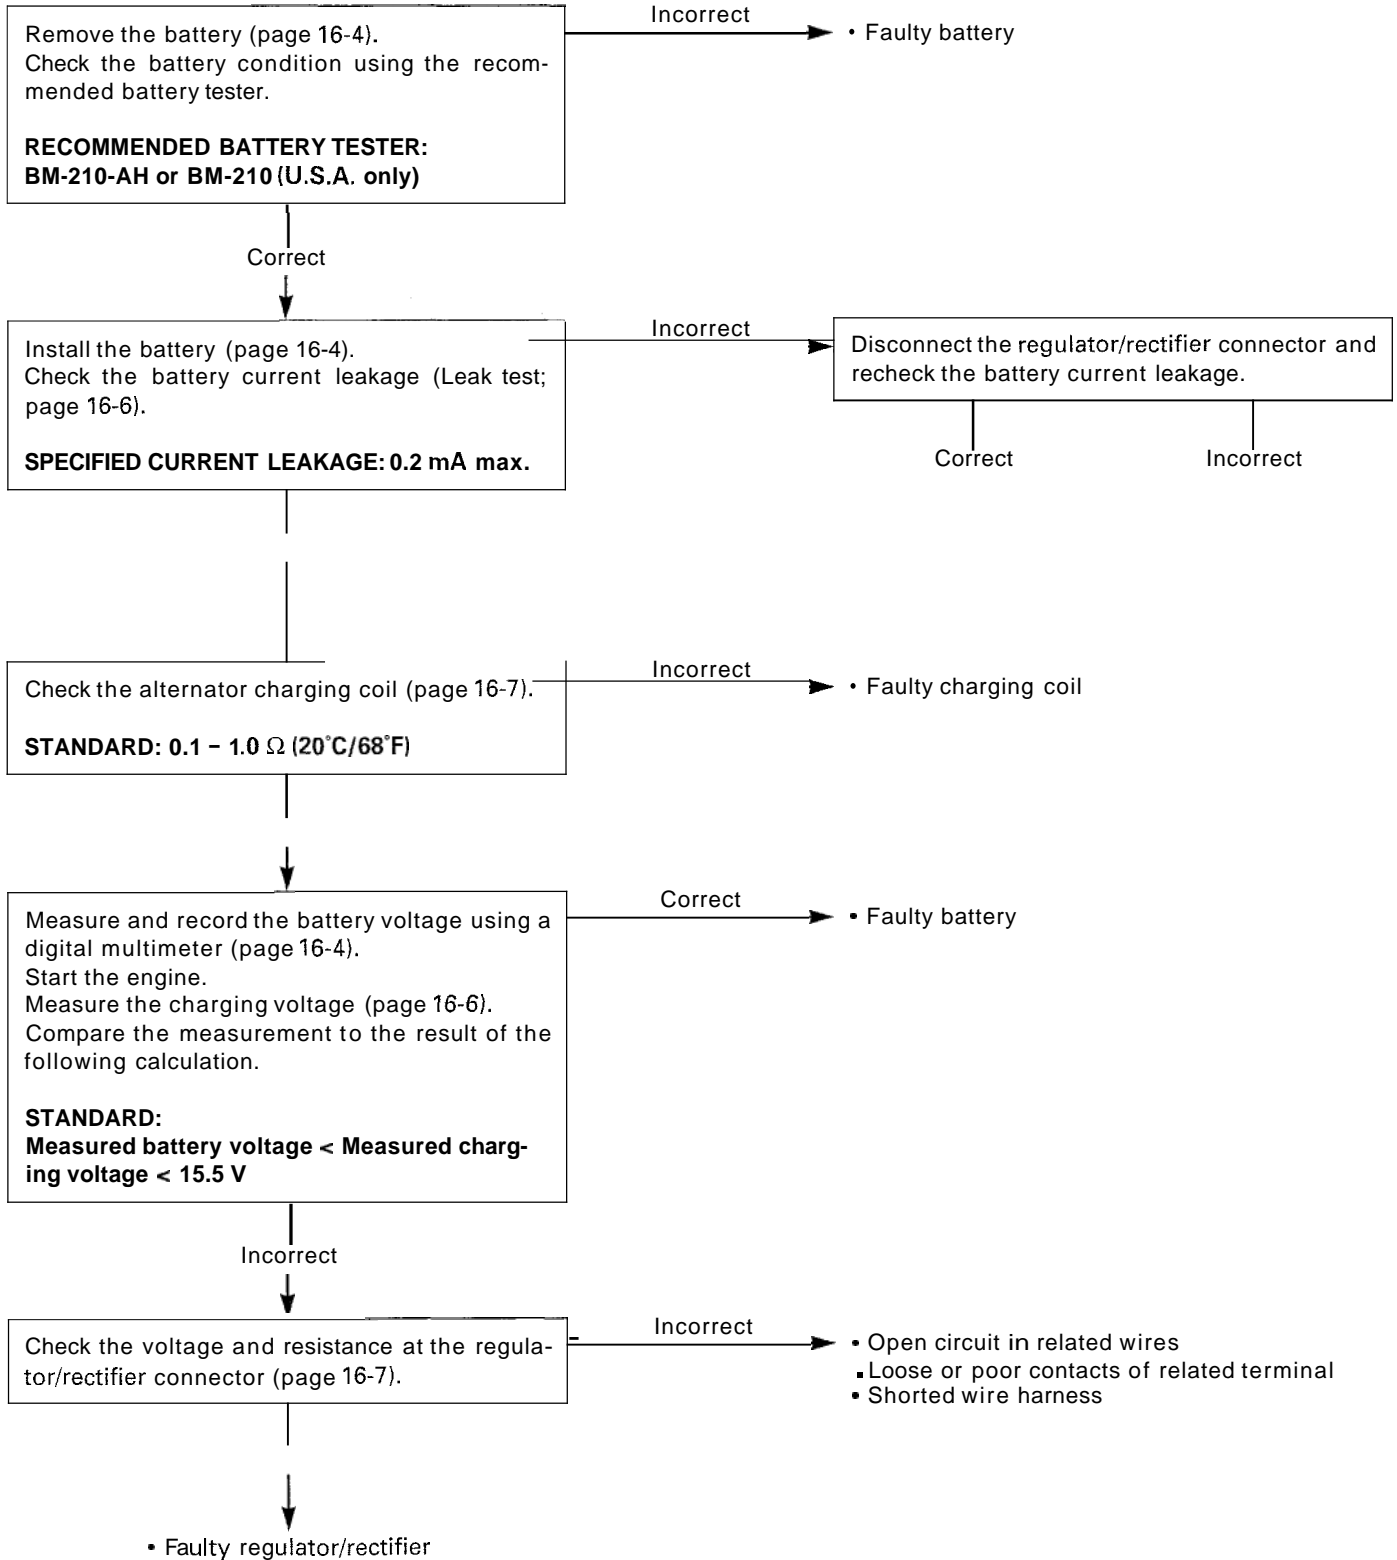 Incorrect
Remove the battery (page 16-4).
Check the battery condition using the recom-
mended battery tester.
RECOMMENDED BATTERY TESTER:
BM-210-AH or BM-210 (U.S.A. only)
• Faulty battery
Correct
Install the battery (page 16-4).
Check the battery current leakage (Leak test;
page 16-6).
SPECIFIED CURRENT LEAKAGE: 0.2 mA max.
Incorrect
Disconnect the regulator/rectifier connector and
recheck the battery current leakage.
Correct
Incorrect
Check the alternator charging coil (page 16-7).
STANDARD: 0.1 – 1.0 Ω (20°C/68°F)
Incorrect
• Faulty charging coil
Measure and record the battery voltage using a
digital multimeter (page 16-4).
Start the engine.
Measure the charging voltage (page 16-6).
Compare the measurement to the result of the
following calculation.
STANDARD:
Measured battery voltage < Measured charg-
ing voltage < 15.5 V
Correct
• Faulty battery
Incorrect
Check the voltage and resistance at the regula-
tor/rectifier connector (page 16-7).
Incorrect
• Open circuit in related wires
• Loose or poor contacts of related terminal
• Shorted wire harness
• Faulty regulator/rectifier